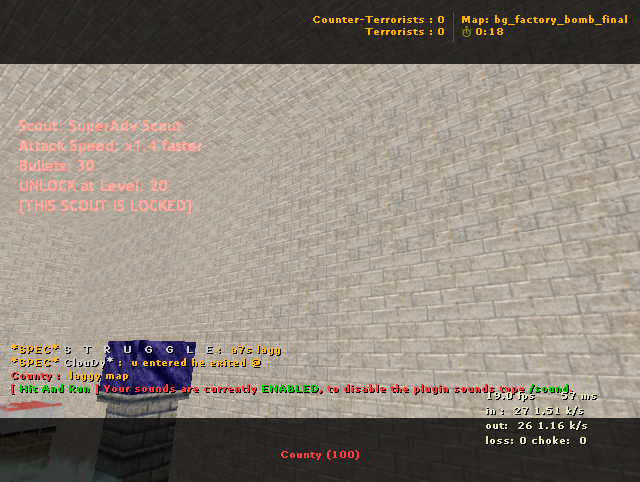 Counter-Terrorists : 0
Terrorists : 0
Map: bg_factory_bomb_final
0:18
Scout: SuperAdv Scout
Attack Speed: x1.4 faster
Bullets: 30
UNLOCK at Level: 20
[THIS SCOUT IS LOCKED]
*SPEC* S T R U G G L E : a7s lagg
*SPEC* ClouDy* : u entered he exited @
County : laggy map
[ Hit And Run ] Your sounds are currently ENABLED, to disable the plugin sounds type /sound.
19.0 fps 57 ms
in : 27 1.51 k/s
out: 26 1.16 k/s
loss: 0 choke: 0
County (100)